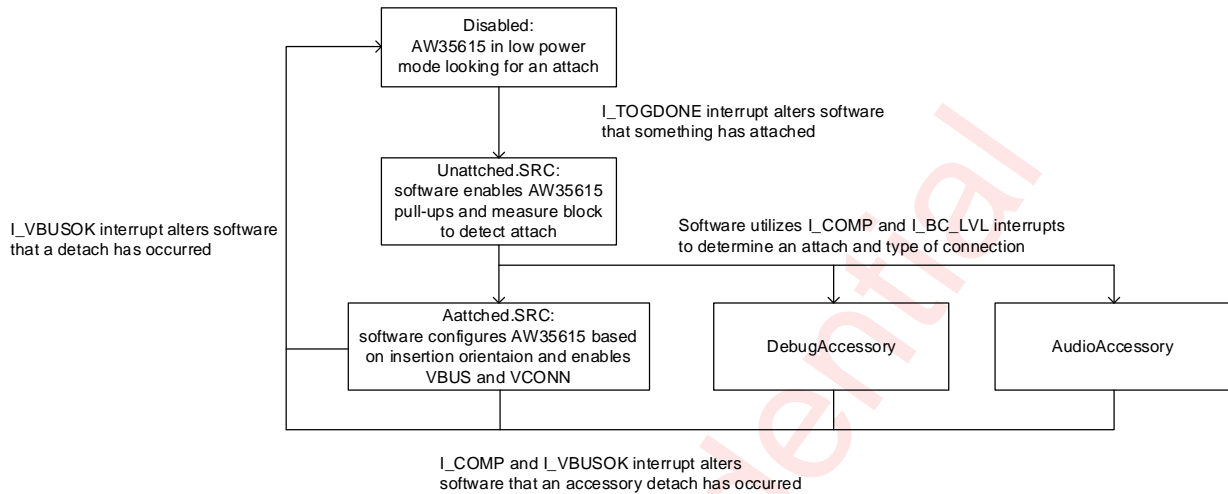 Disabled:
AW35615 in low power
mode looking for an attach
I_TOGDONE interrupt alters software
that something has attached
Unattched.SRC:
software enables AW35615
pull-ups and measure block
to detect attach
I_VBUSOK interrupt alters software
that a detach has occurred
Software utilizes I_COMP and I_BC_LVL interrupts
to determine an attach and type of connection
Aattched.SRC:
software configures AW35615 based
on insertion orientaion and enables
VBUS and VCONN
DebugAccessory
AudioAccessory
I_COMP and I_VBUSOK interrupt alters
software that an accessory detach has occurred
dential